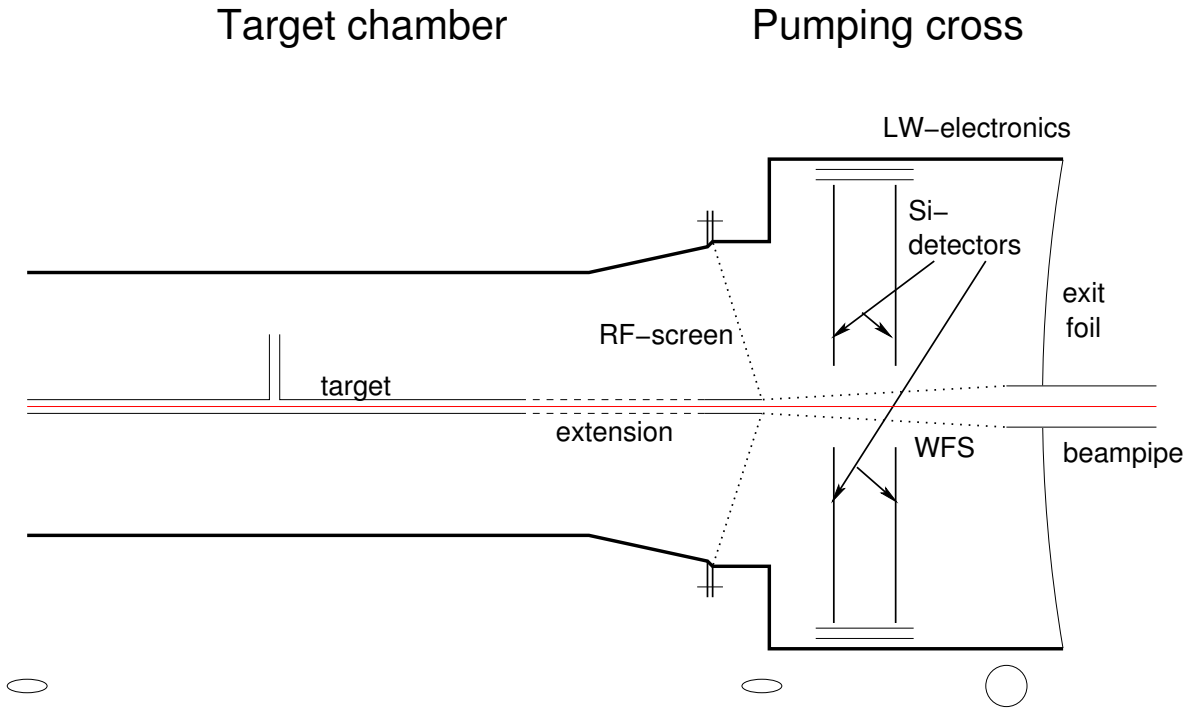 Target chamber
Pumping cross
LW−electronics
Si−
detectors
exit
foil
RF−screen
target
extension
WFS
beampipe